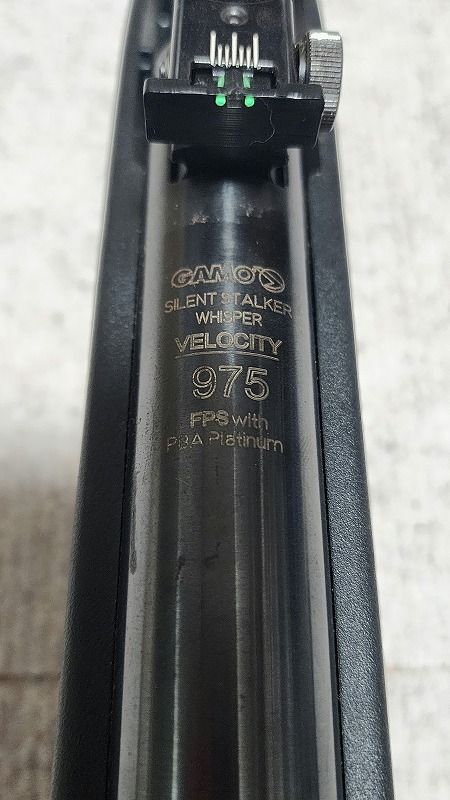 GAMO
SILENT STALKER
WHISPER
VELOCITY
975
FPS with
PBA Platinum